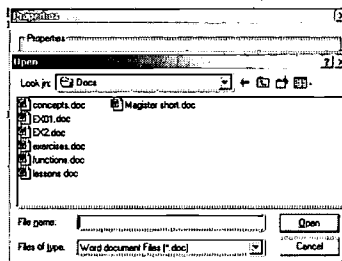 Properties
Properties
Open
Look in: Docs
concepts.doc Magister short.doc
EX01.doc
EX2.doc
exercises.doc
functions.doc
lessons.doc
File name: Open
Files of type: Word document Files (*.doc) Cancel